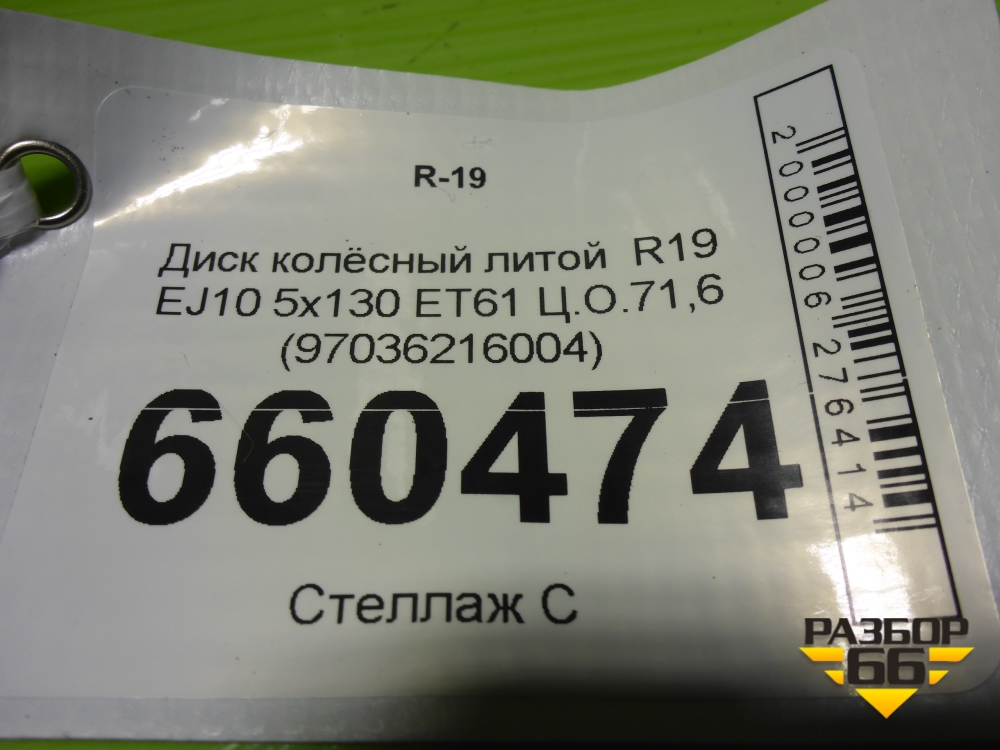 R-19
Диск колёсный литой R19
EJ10 5x130 ET61 Ц.О.71,6
(97036216004)
660474
Стеллаж С
2000006276414
РАЗБОР
66